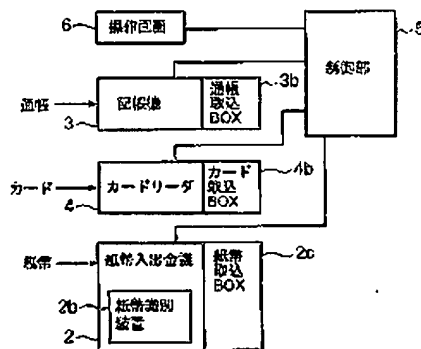 6
操作画面
5
制御部
3b
通帳
記帳機
通帳
取込
BOX
3
4b
カード
カードリーダ
カード
取込
BOX
4
2c
紙幣
紙幣入出金機
紙幣
取込
BOX
2b
紙幣識別
装置
2